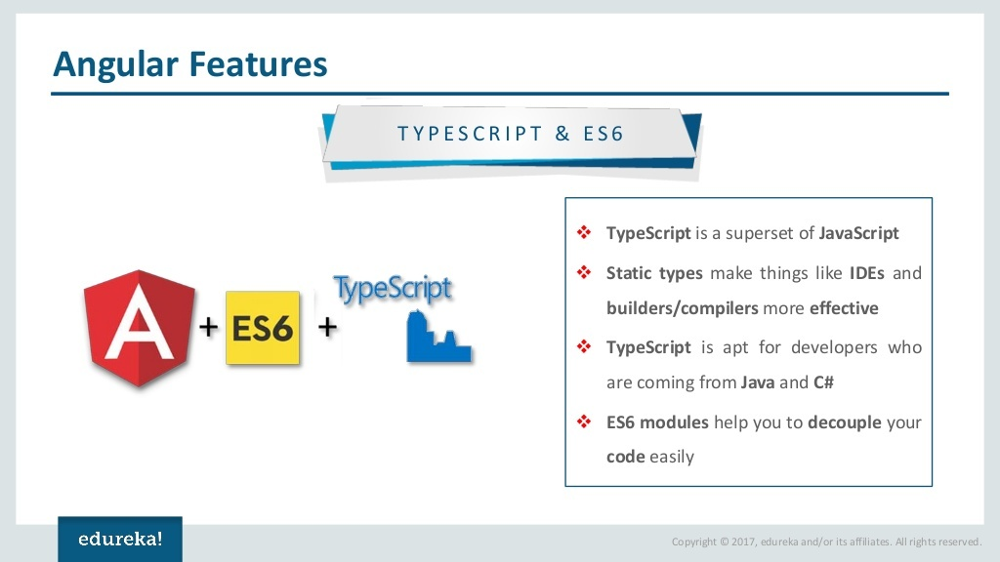 Angular Features
TYPESCRIPT & ES6
A + ES6 + TypeScript
❖ TypeScript is a superset of JavaScript
❖ Static types make things like IDEs and
builders/compilers more effective
❖ TypeScript is apt for developers who
are coming from Java and C#
❖ ES6 modules help you to decouple your
code easily
edureka!
Copyright © 2017, edureka and/or its affiliates. All rights reserved.